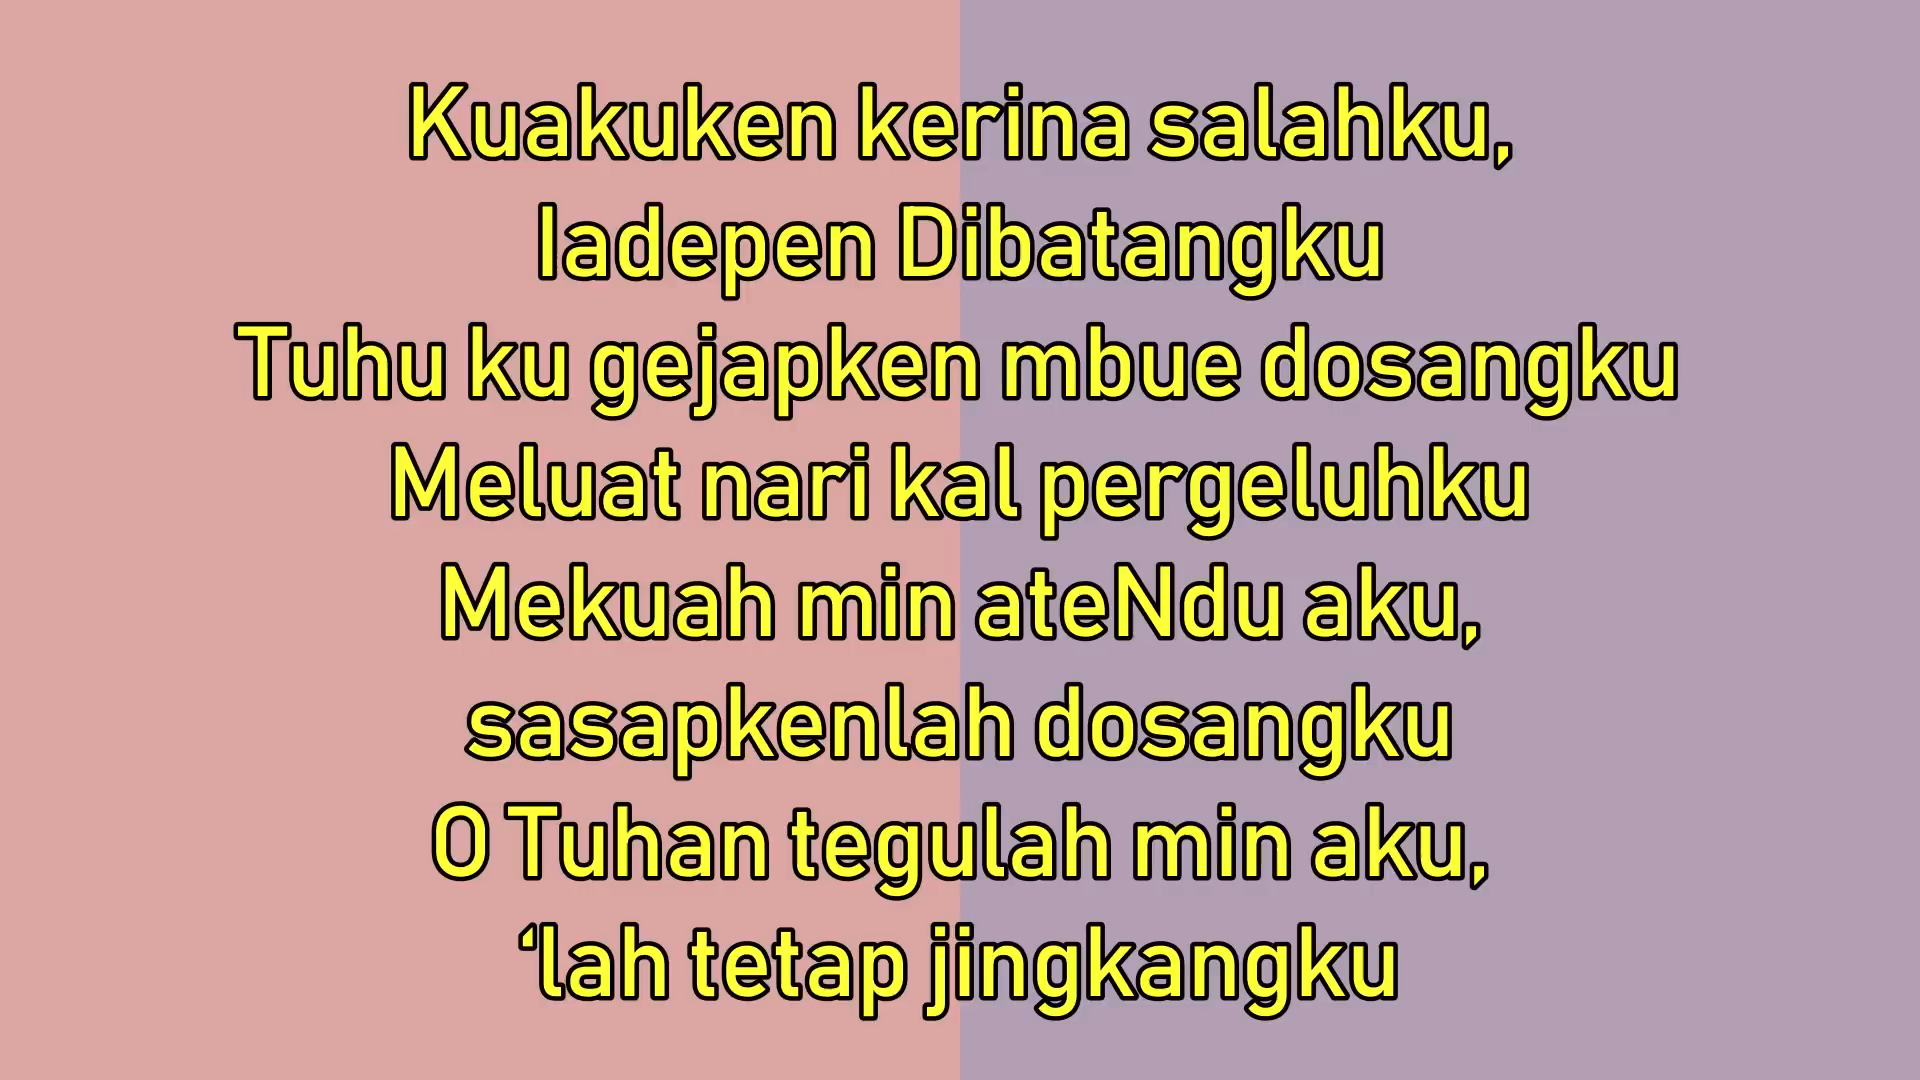 Kuakuken kerina salahku,
Iadepen Dibatangku
Tuhu ku gejapken mbue dosangku
Meluat nari kal pergeluhku
Mekuah min ateNdu aku,
sasapkenlah dosangku
O Tuhan tegulah min aku,
‘lah tetap jingkangku